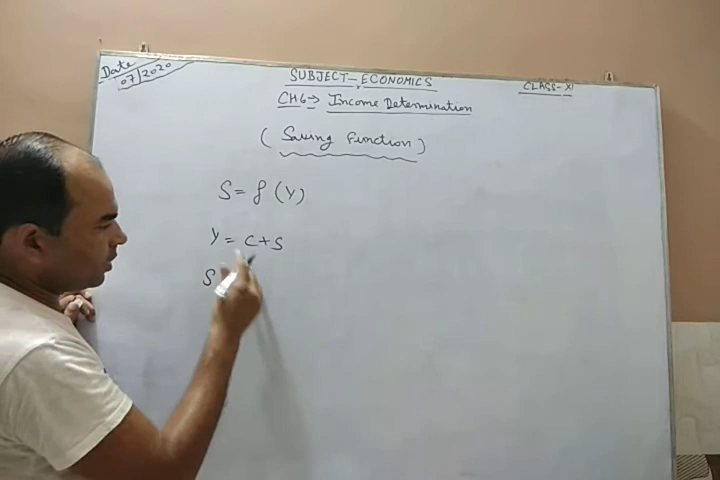 Date
07/2020
SUBJECT-ECONOMICS
CLASS-XI
CH6-> Income Determination
(Saving Function)
S = f (Y)
Y = C+S
S